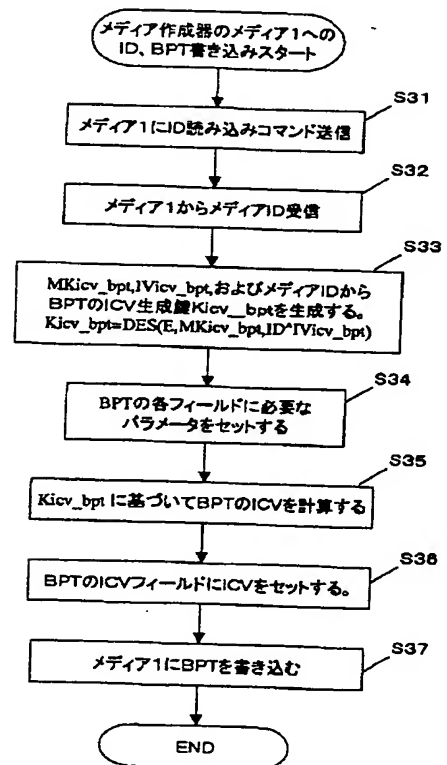 メディア作成器のメディア1への
ID、BPT書き込みスタート
S31
メディア1にID読み込みコマンド送信
S32
メディア1からメディアID受信
S33
MKicv_bpt,IVicv_bpt,およびメディアIDから
BPTのICV生成鍵Kicv__bptを生成する。
Kicv_bpt=DES(E,MKicv_bpt,ID^IVicv_bpt)
S34
BPTの各フィールドに必要な
パラメータをセットする
S35
Kicv_bpt に基づいてBPTのICVを計算する
S36
BPTのICVフィールドにICVをセットする。
S37
メディア1にBPTを書き込む
END